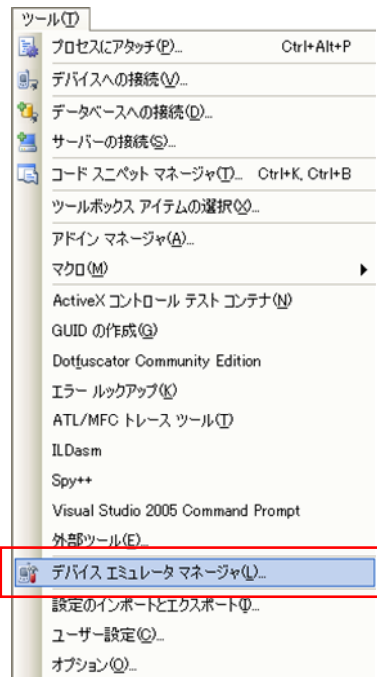 ツール(T)
プロセスにアタッチ(P)... Ctrl+Alt+P
デバイスへの接続(V)...
データベースへの接続(D)...
サーバーの接続(S)...
コード スニペット マネージャ(T)... Ctrl+K, Ctrl+B
ツールボックス アイテムの選択(X)...
アドイン マネージャ(A)...
マクロ(M)
ActiveX コントロール テスト コンテナ(N)
GUID の作成(G)
Dotfuscator Community Edition
エラー ルックアップ(K)
ATL/MFC トレース ツール(T)
ILDasm
Spy++
Visual Studio 2005 Command Prompt
外部ツール(E)...
デバイス エミュレータ マネージャ(L)...
設定のインポートとエクスポート(I)...
ユーザー設定(C)...
オプション(O)...